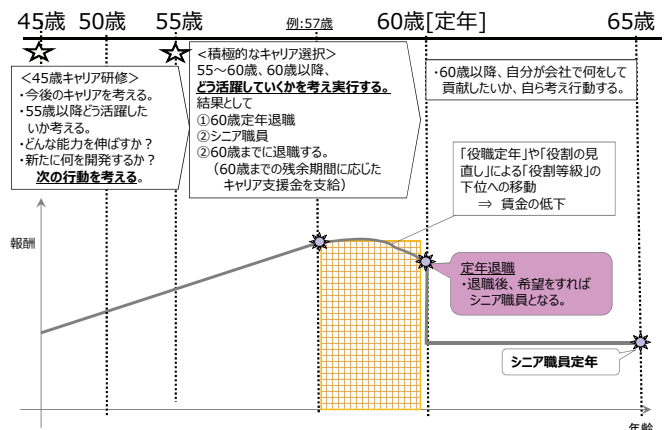 45歳 50歳 55歳 例:57歳 60歳[定年] 65歳
<45歳キャリア研修>
・今後のキャリアを考える。
・55歳以降どう活躍した
いか考える。
・どんな能力を伸ばすか?
・新たに何を開発するか?
次の行動を考える。
<積極的なキャリア選択>
55~60歳、60歳以降、
どう活躍していくかを考え実行する。
結果として
①60歳定年退職
②シニア職員
②60歳までに退職する。
(60歳までの残余期間に応じた
キャリア支援金を支給)
・60歳以降、自分が会社で何をして
貢献したいか、自ら考え行動する。
「役職定年」や「役割の見
直し」による「役割等級」の
下位への移動
⇒ 賃金の低下
報酬
定年退職
・退職後、希望をすれば
シニア職員となる。
シニア職員定年
年齢